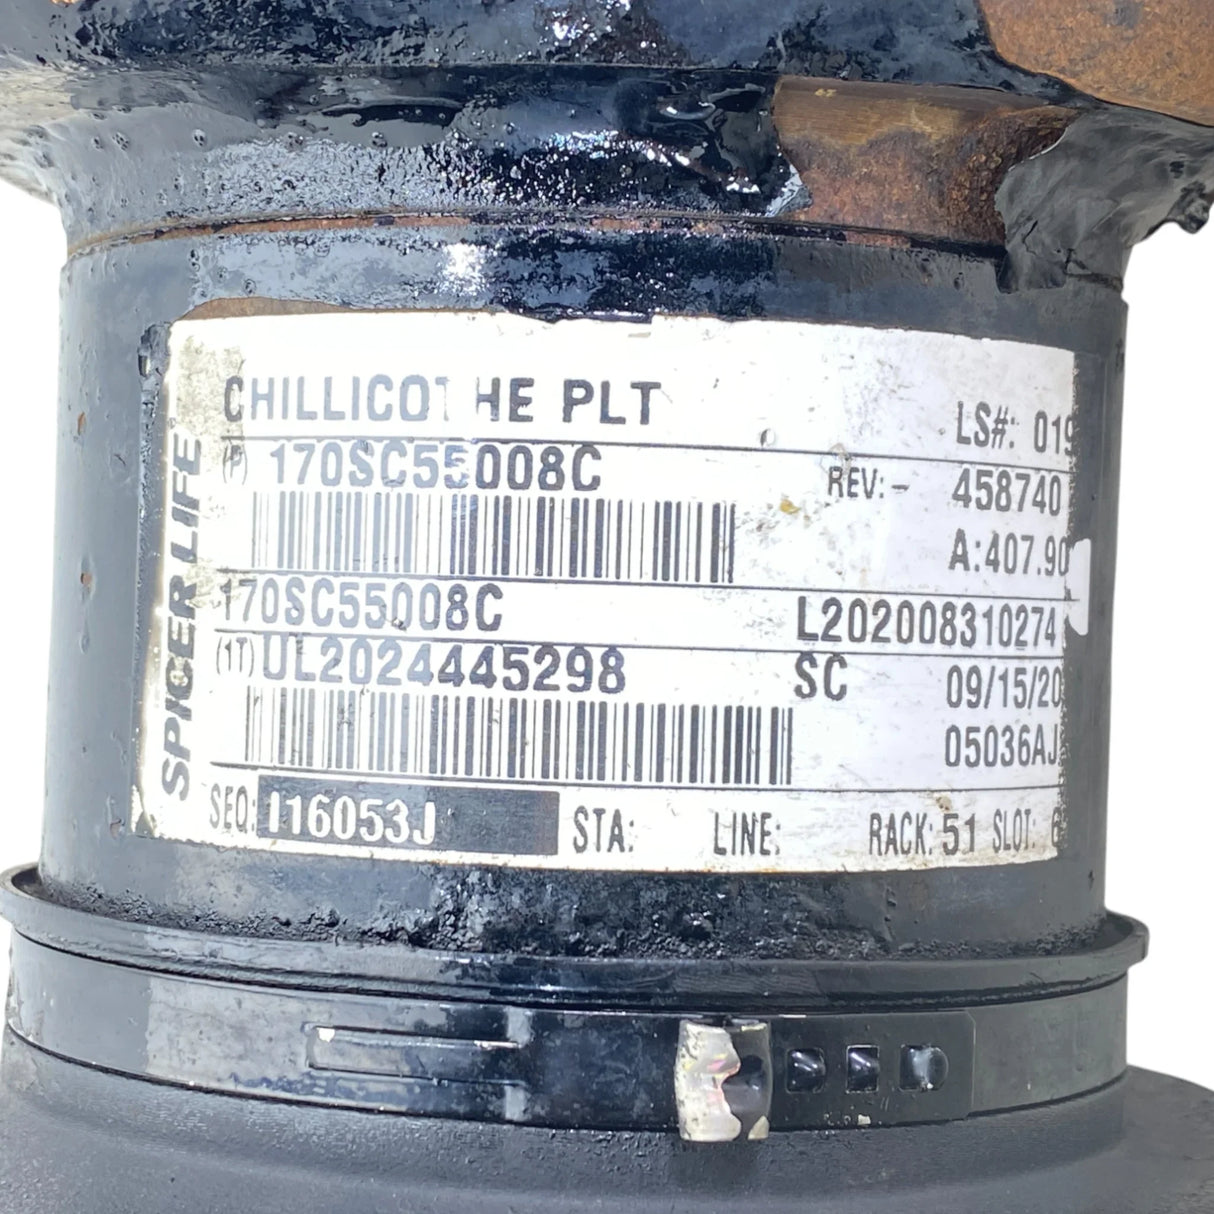 SPICER LIFE
CHILLICOTHE PLT
LS#: 019
(P) 170SC55008C
REV: - 458740
A:407.90
170SC55008C
L202008310274
(1T) UL2024445298
SC 09/15/20
05036AJ
SEQ: I16053J STA: LINE: RACK: 51 SLOT: 6